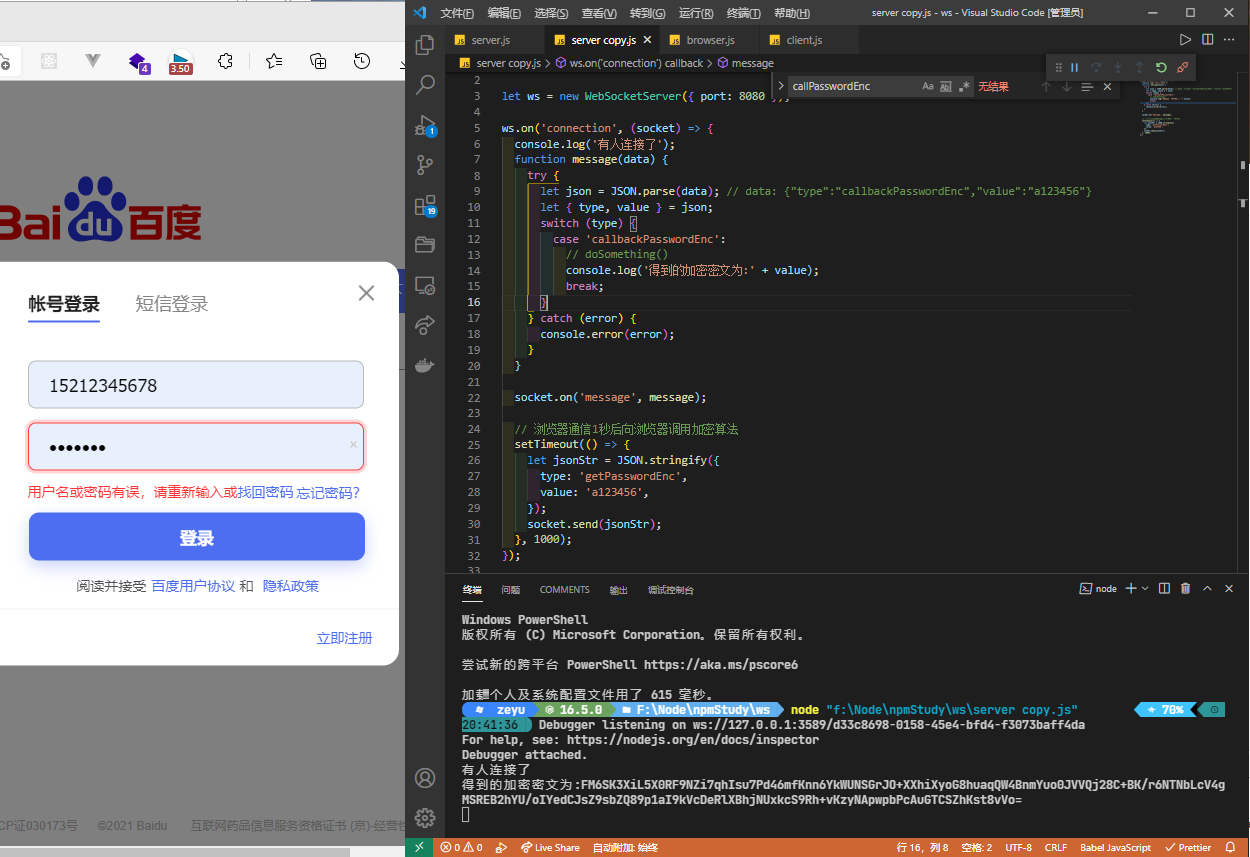 4
3.50
Baidu百度
帐号登录 短信登录
15212345678
•••••••
用户名或密码有误，请重新输入或找回密码 忘记密码?
登录
阅读并接受 百度用户协议 和 隐私政策
立即注册
CP证030173号 ©2021 Baidu 互联网药品信息服务资格证书 (京)-经营性
文件(F) 编辑(E) 选择(S) 查看(V) 转到(G) 运行(R) 终端(T) 帮助(H) server copy.js - ws - Visual Studio Code [管理员]
server.js server copy.js browser.js client.js
server copy.js > ws.on('connection') callback > message
callPasswordEnc Aa ab .* 无结果
1
19
2
3 let ws = new WebSocketServer({ port: 8080 });
4
5 ws.on('connection', (socket) => {
6 console.log('有人连接了');
7 function message(data) {
8 try {
9 let json = JSON.parse(data); // data: {"type":"callbackPasswordEnc","value":"a123456"}
10 let { type, value } = json;
11 switch (type) {
12 case 'callbackPasswordEnc':
13 // doSomething()
14 console.log('得到的加密密文为:' + value);
15 break;
16 }
17 } catch (error) {
18 console.error(error);
19 }
20 }
21
22 socket.on('message', message);
23
24 // 浏览器通信1秒后向浏览器调用加密算法
25 setTimeout(() => {
26 let jsonStr = JSON.stringify({
27 type: 'getPasswordEnc',
28 value: 'a123456',
29 });
30 socket.send(jsonStr);
31 }, 1000);
32 });
33
终端 问题 COMMENTS 输出 调试控制台 node
Windows PowerShell
版权所有 (C) Microsoft Corporation。保留所有权利。
尝试新的跨平台 PowerShell https://aka.ms/pscore6
加载个人及系统配置文件用了 615 毫秒。
zeyu 16.5.0 F:\Node\npmStudy\ws node "f:\Node\npmStudy\ws\server copy.js" 70%
20:41:36 Debugger listening on ws://127.0.0.1:3589/d33c8698-0158-45e4-bfd4-f3073baff4da
For help, see: https://nodejs.org/en/docs/inspector
Debugger attached.
有人连接了
得到的加密密文为:FM6SK3XiL5X0RF9NZi7qhIsu7Pd46mfKnn6YkWUNSGrJO+XXhiXyoG8huaqQW4BnmYuo0JVVQj28C+BK/r6NTNbLcV4g
MSREB2hYU/oIYedCJsZ9sbZQ89p1aI9kVcDeRlXBhjNUxkcS9Rh+vKzyNApwpbPcAuGTCSZhKst8vVo=
0 0 Live Share 自动附加: 始终 行 16，列 8 空格: 2 UTF-8 CRLF Babel JavaScript Prettier